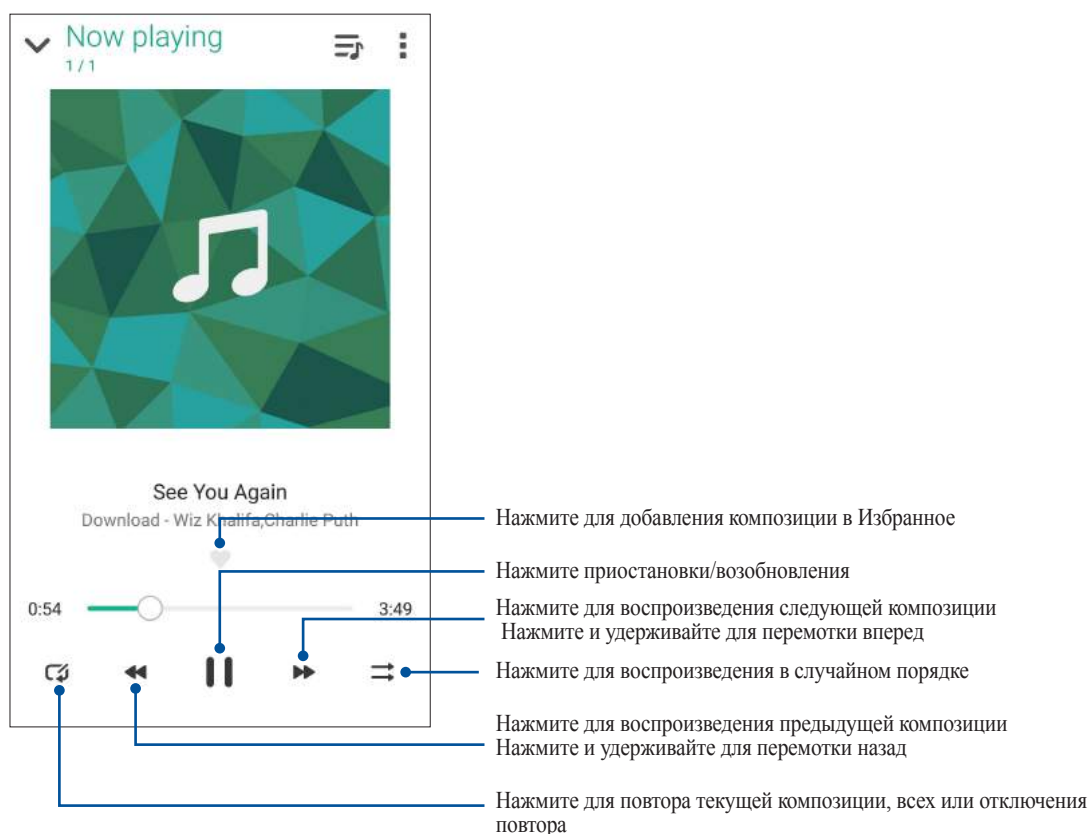 Now playing
1 / 1
See You Again
Download - Wiz Khalifa,Charlie Puth
0:54
3:49
Нажмите для добавления композиции в Избранное
Нажмите приостановки/возобновления
Нажмите для воспроизведения следующей композиции
Нажмите и удерживайте для перемотки вперед
Нажмите для воспроизведения в случайном порядке
Нажмите для воспроизведения предыдущей композиции
Нажмите и удерживайте для перемотки назад
Нажмите для повтора текущей композиции, всех или отключения
повтора